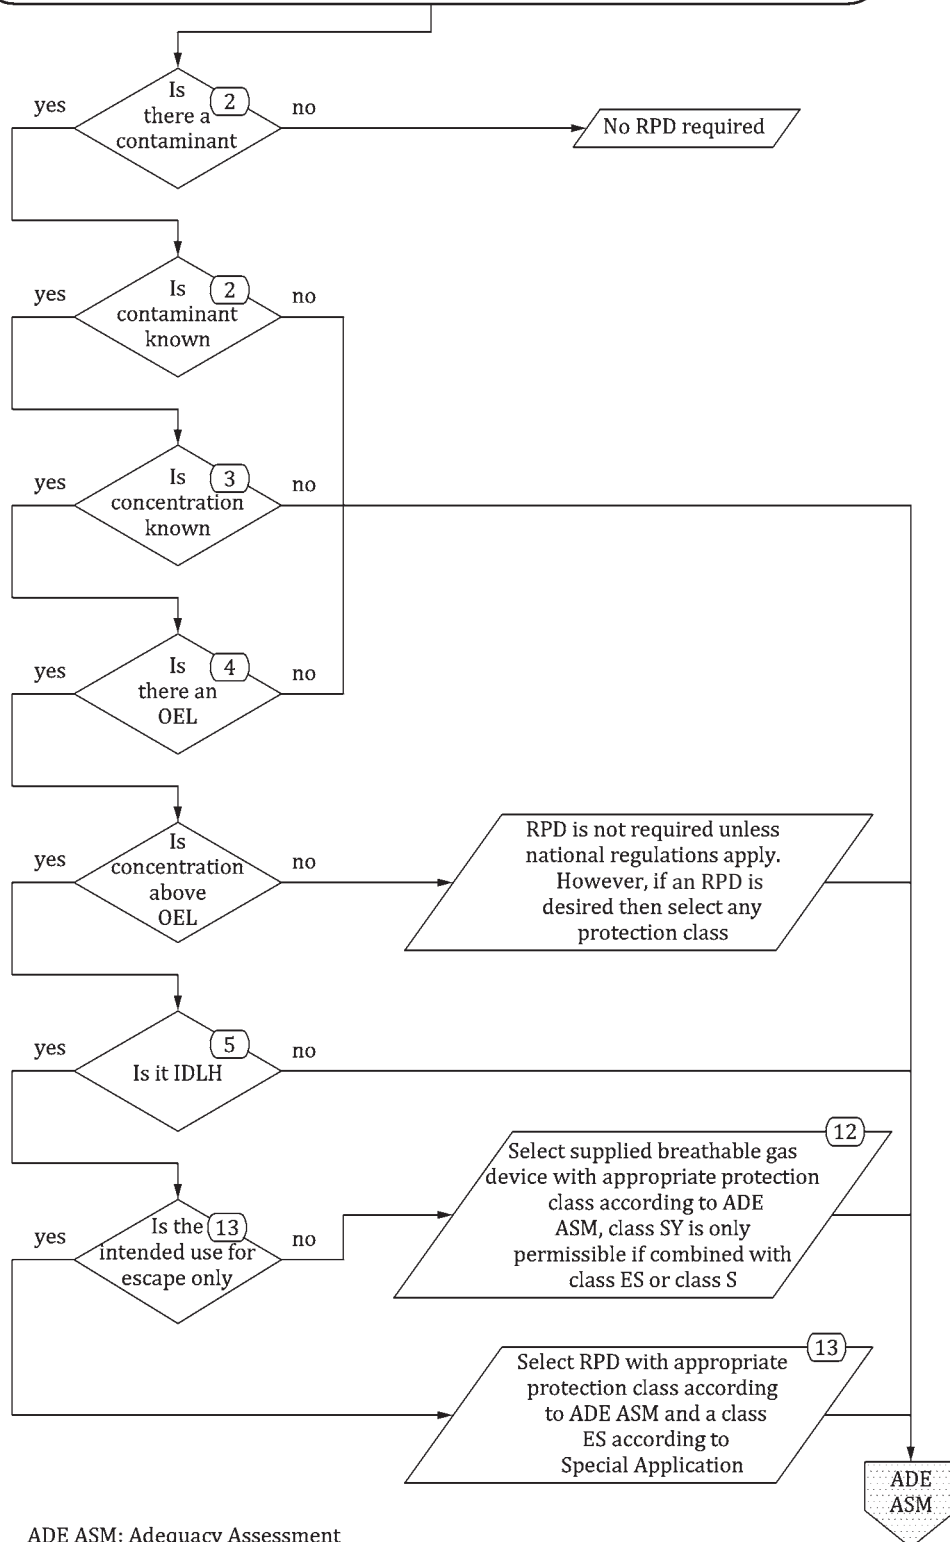 Is
2
there a
contaminant
yes
no
No RPD required
Is
2
contaminant
known
yes
no
Is
3
concentration
known
yes
no
Is
4
there an
OEL
yes
no
Is
concentration
above
OEL
yes
no
RPD is not required unless
national regulations apply.
However, if an RPD is
desired then select any
protection class
5
Is it IDLH
yes
no
12
Select supplied breathable gas
device with appropriate protection
class according to ADE
ASM, class SY is only
permissible if combined with
class ES or class S
Is the 13
intended use for
escape only
yes
no
13
Select RPD with appropriate
protection class according
to ADE ASM and a class
ES according to
Special Application
ADE
ASM
ADE ASM: Adequacy Assessment